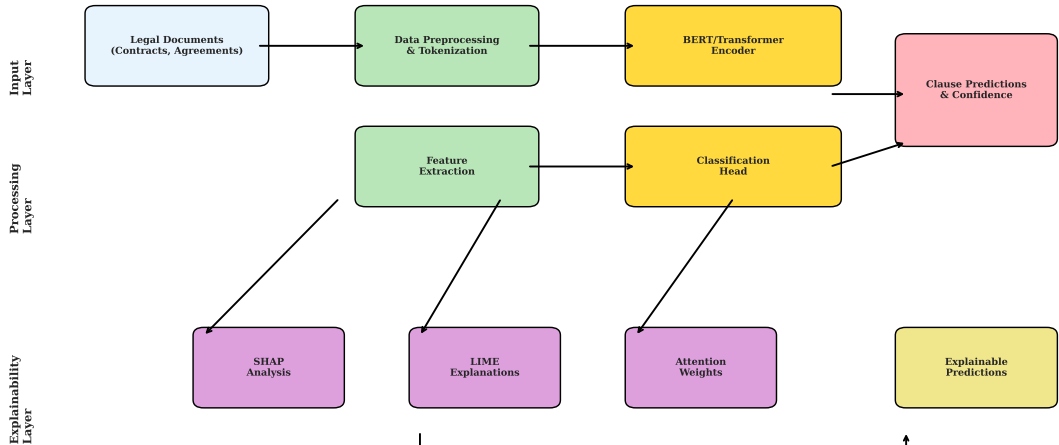 Input
Layer
Legal Documents
(Contracts, Agreements)
Data Preprocessing
& Tokenization
BERT/Transformer
Encoder
Clause Predictions
& Confidence
Processing
Layer
Feature
Extraction
Classification
Head
Explainability
Layer
SHAP
Analysis
LIME
Explanations
Attention
Weights
Explainable
Predictions